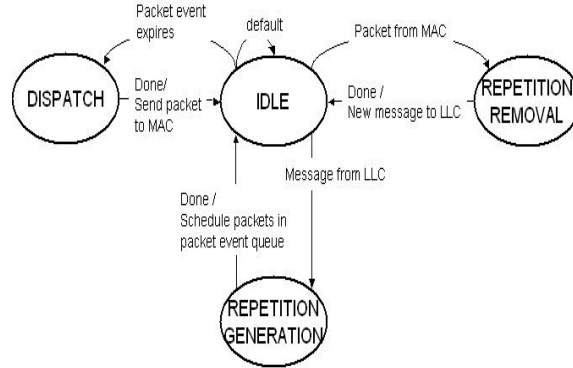 Packet event
expires
default
Packet from MAC
DISPATCH
Done/
Send packet
to MAC
IDLE
Done /
New message to LLC
REPETITION
REMOVAL
Message from LLC
Done /
Schedule packets in
packet event queue
REPETITION
GENERATION